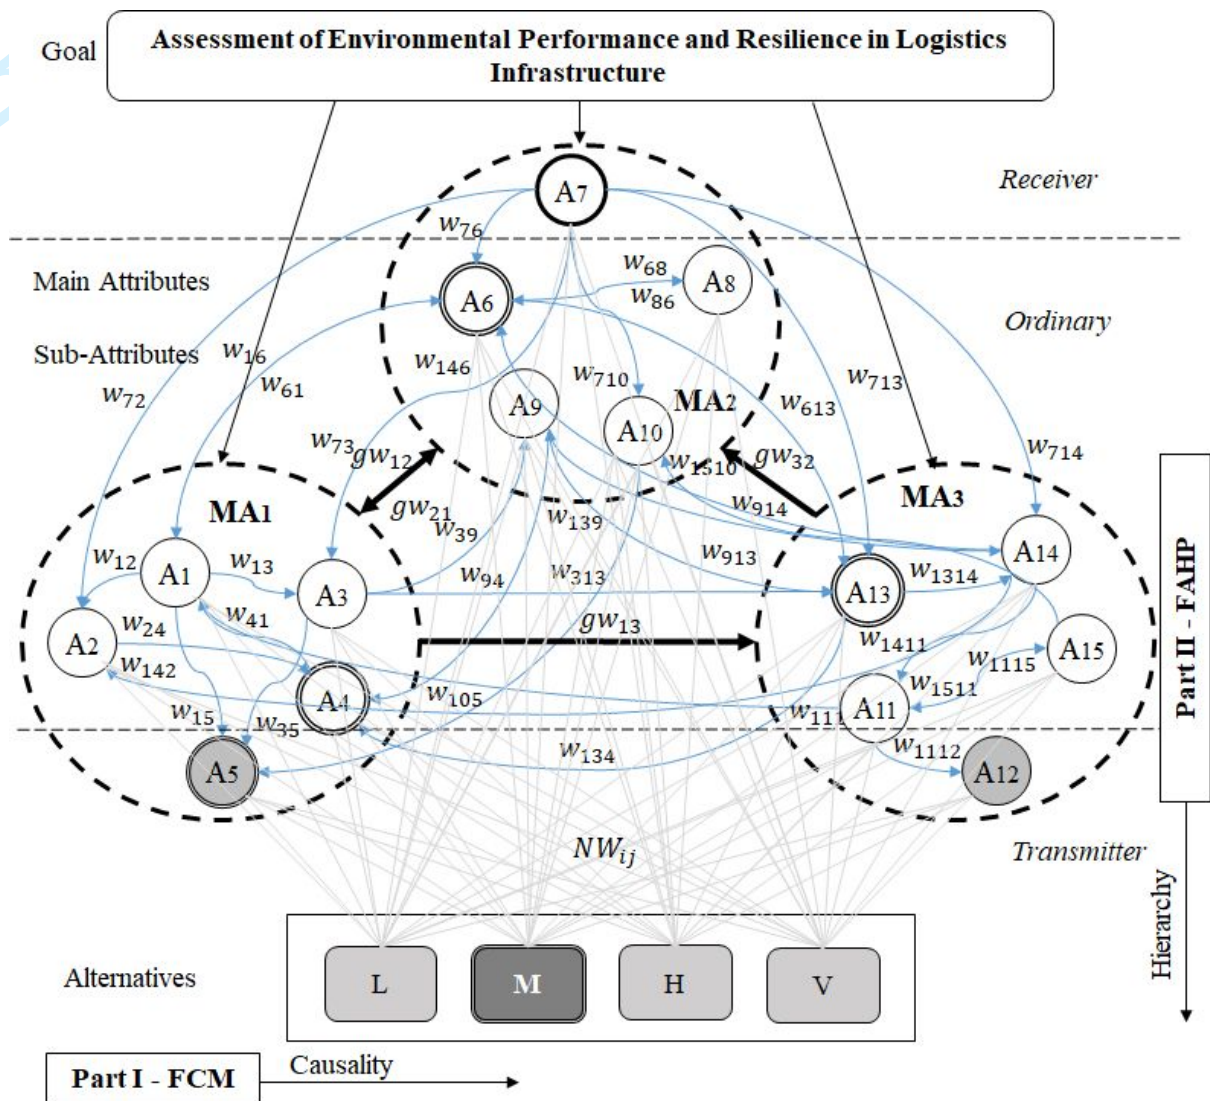 Goal
Assessment of Environmental Performance and Resilience in Logistics
Infrastructure
Receiver
A7
w76
Main Attributes
w68
A8
w86
A6
Ordinary
Sub-Attributes
w16
w146
w61
w72
w710
w713
A9
MA2
w613
A10
w73
gw12
w1510
gw32
w714
MA1
gw21
w39
w139
w914
MA3
w12
A1
w13
w94
w313
w913
A14
A3
A13
w1314
A2
w24
w41
gw13
w1411
A15
w142
w1115
A4
w105
w1511
w15
w35
w111
A11
w134
w1112
A5
A12
NWij
Transmitter
Part II - FAHP
Hierarchy
Alternatives
L
M
H
V
Part I - FCM
Causality